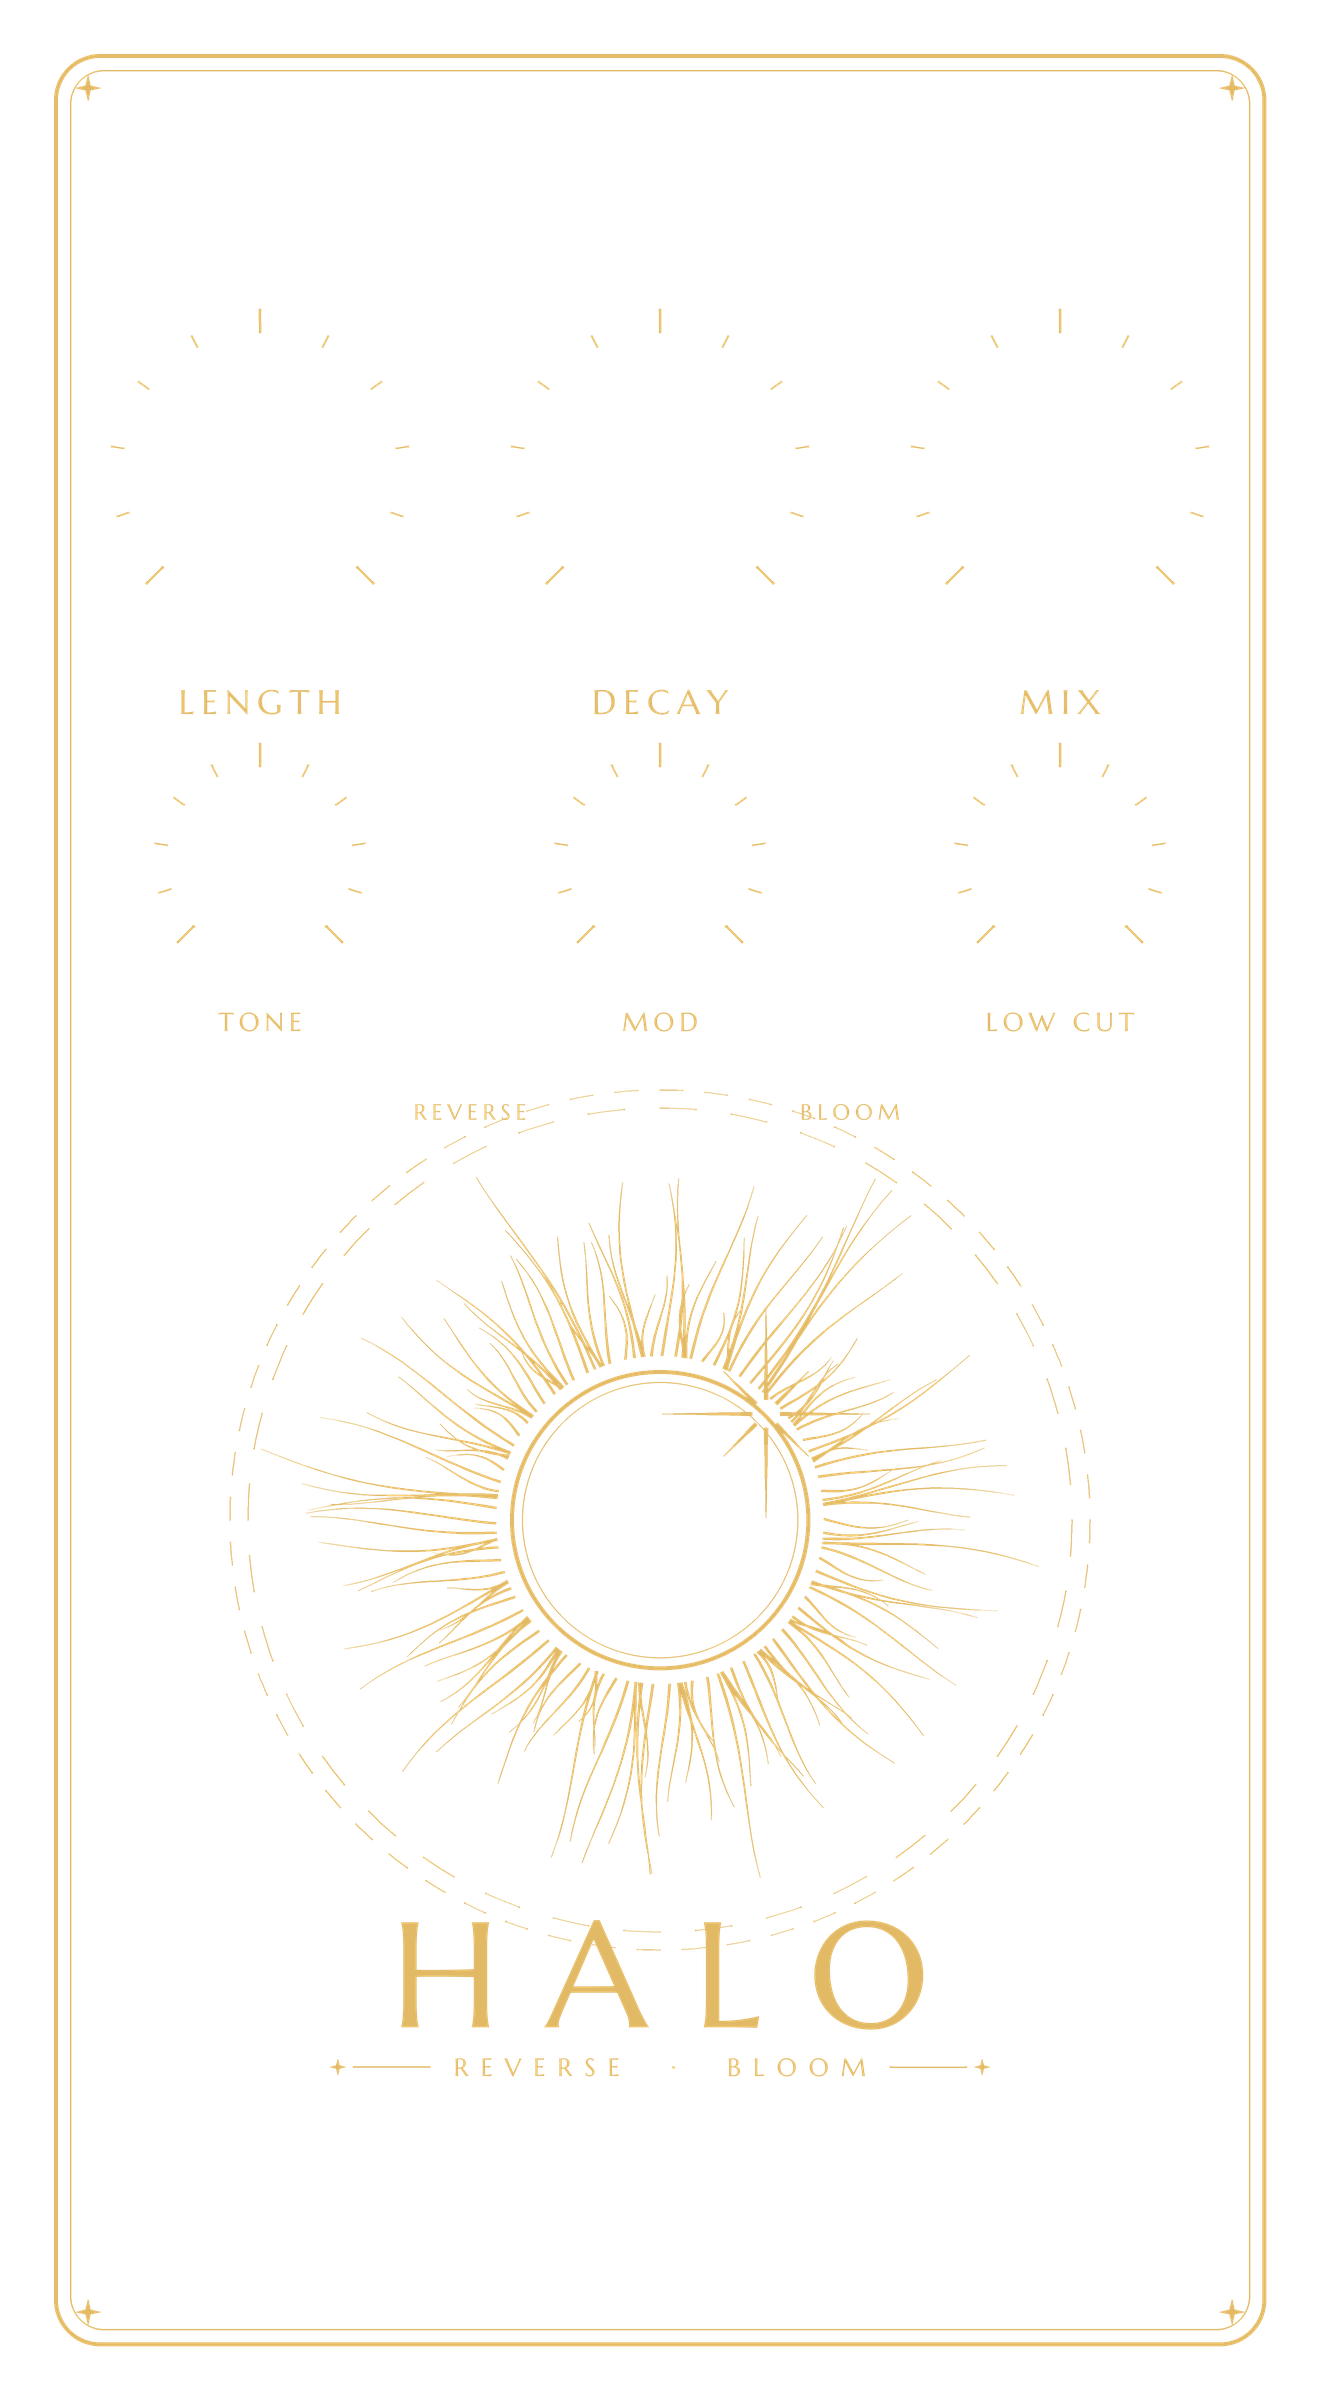 LENGTH DECAY MIX
TONE MOD LOW CUT
REVERSE BLOOM
HALO
REVERSE · BLOOM